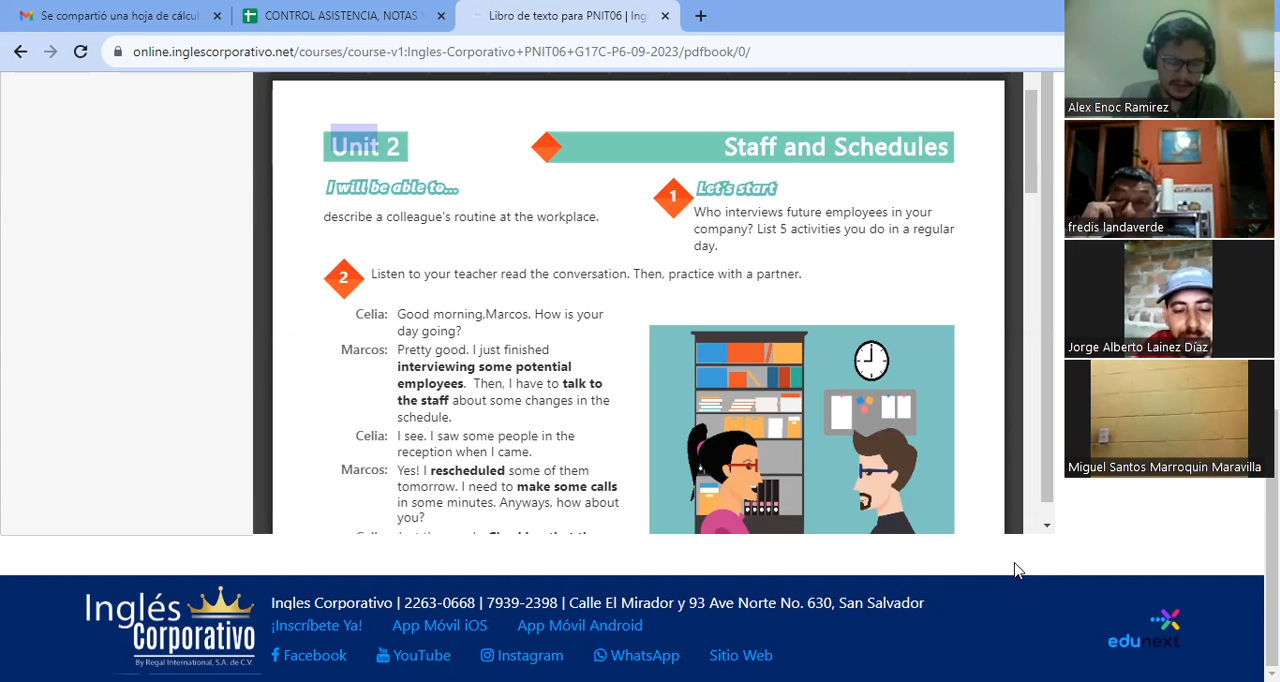 Se compartió una hoja de cálcu
CONTROL ASISTENCIA, NOTAS Y
Libro de texto para PNIT06 | Ing
online.inglescorporativo.net/courses/course-v1:Ingles-Corporativo+PNIT06+G17C-P6-09-2023/pdfbook/0/
Unit 2
Staff and Schedules
I will be able to...
describe a colleague's routine at the workplace.
1
Let's start
Who interviews future employees in your
company? List 5 activities you do in a regular
day.
2
Listen to your teacher read the conversation. Then, practice with a partner.
Celia: Good morning,Marcos. How is your
day going?
Marcos: Pretty good. I just finished
interviewing some potential
employees. Then, I have to talk to
the staff about some changes in the
schedule.
Celia: I see. I saw some people in the
reception when I came.
Marcos: Yes! I rescheduled some of them
tomorrow. I need to make some calls
in some minutes. Anyways, how about
you?
Alex Enoc Ramirez
fredis landaverde
Jorge Alberto Lainez Díaz
Miguel Santos Marroquin Maravilla
Inglés
Corporativo
By Regal International, S.A. de C.V.
Ingles Corporativo | 2263-0668 | 7939-2398 | Calle El Mirador y 93 Ave Norte No. 630, San Salvador
¡Inscríbete Ya! App Móvil iOS App Móvil Android
Facebook YouTube Instagram WhatsApp Sitio Web
edunext